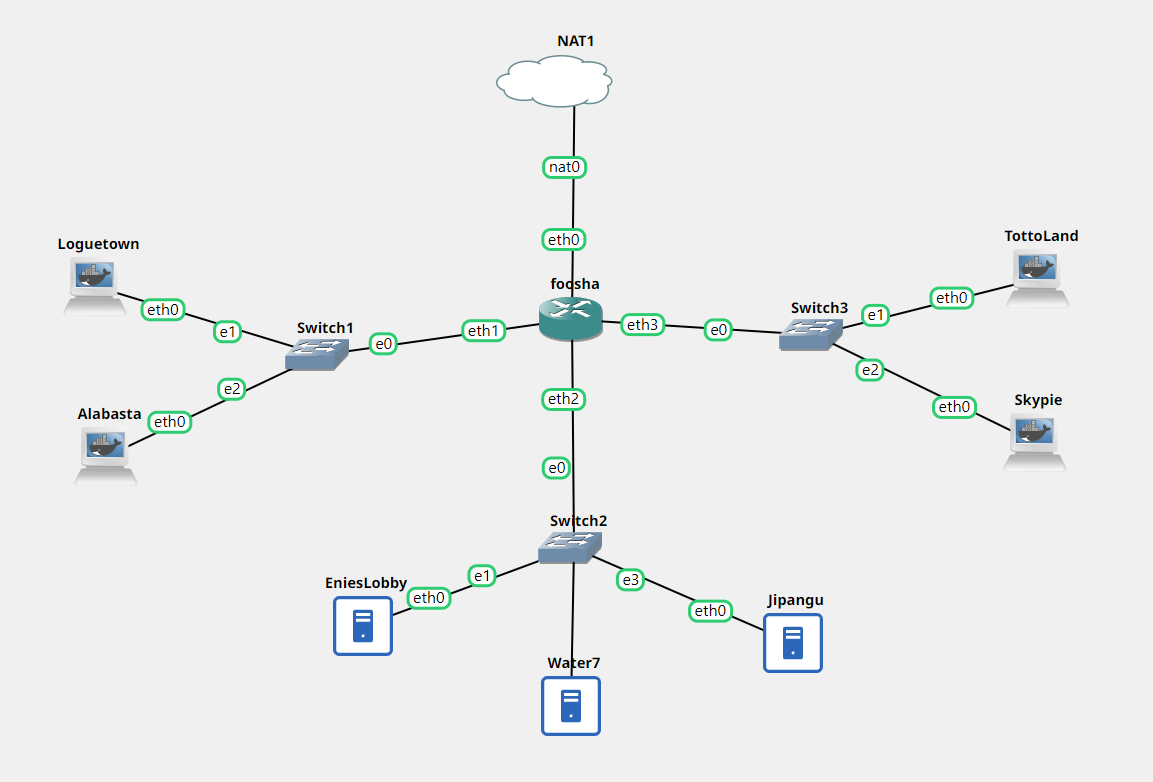 NAT1
nat0
eth0
foosha
Loguetown
eth0
e1
Switch1
e0
eth1
Alabasta
eth0
e2
eth3
e0
Switch3
e1
eth0
TottoLand
e2
eth0
Skypie
eth2
e0
Switch2
EniesLobby
eth0
e1
e3
eth0
Jipangu
Water7